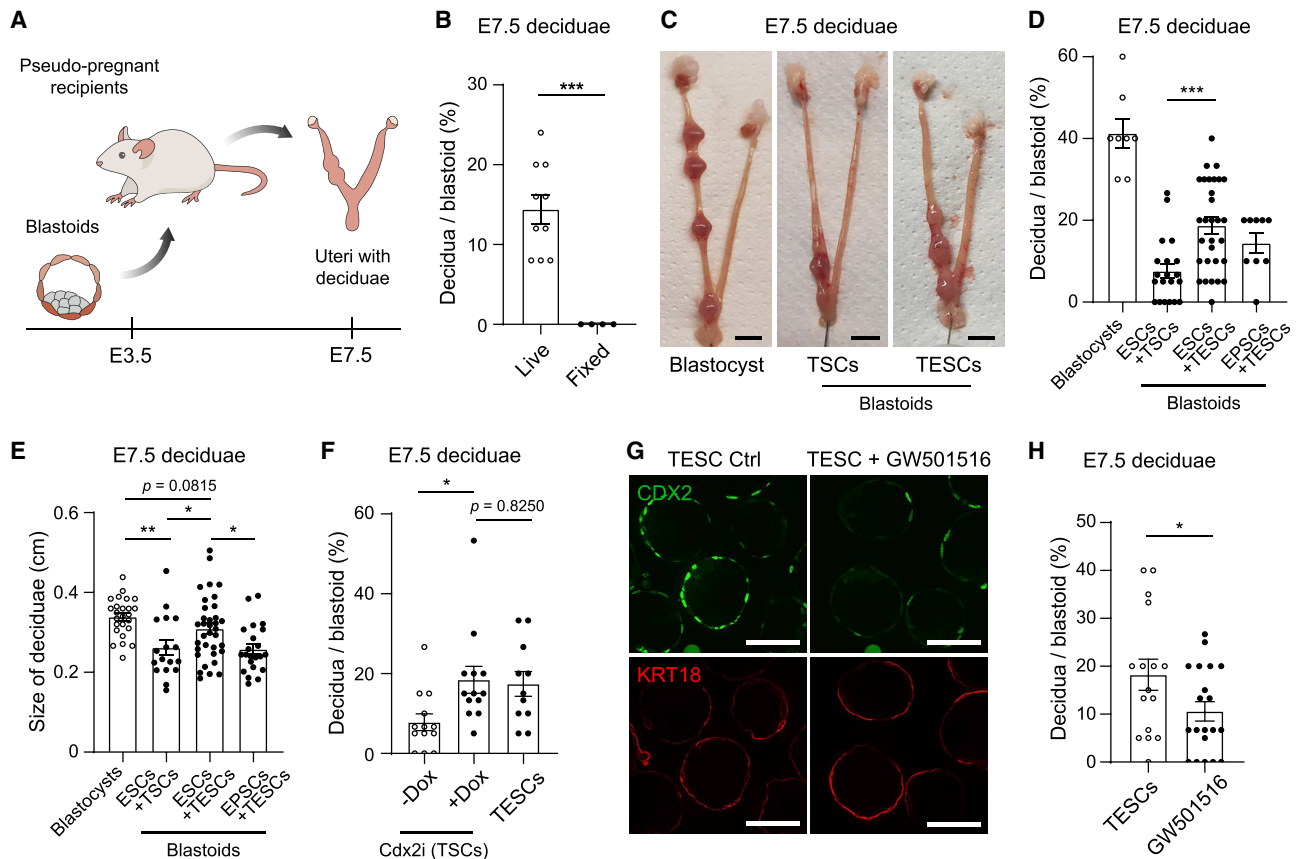 A
Pseudo-pregnant
recipients
Blastoids
Uteri with
deciduae
E3.5
E7.5
B
E7.5 deciduae
***
Decidua / blastoid (%)
30
20
10
0
Live
Fixed
C
E7.5 deciduae
Blastocyst
TSCs
TESCs
Blastoids
D
E7.5 deciduae
***
Decidua / blastoid (%)
60
40
20
0
Blastocysts
ESCs
+TSCs
ESCs
+TESCs
EPSCs
+TESCs
Blastoids
E
E7.5 deciduae
p = 0.0815
**
*
*
Size of deciduae (cm)
0.6
0.4
0.2
0
Blastocysts
ESCs
+TSCs
ESCs
+TESCs
EPSCs
+TESCs
Blastoids
F
E7.5 deciduae
*
p = 0.8250
Decidua / blastoid (%)
60
40
20
0
-Dox
+Dox
TESCs
Cdx2i (TSCs)
G
TESC Ctrl
TESC + GW501516
CDX2
KRT18
H
E7.5 deciduae
*
Decidua / blastoid (%)
50
40
30
20
10
0
TESCs
GW501516